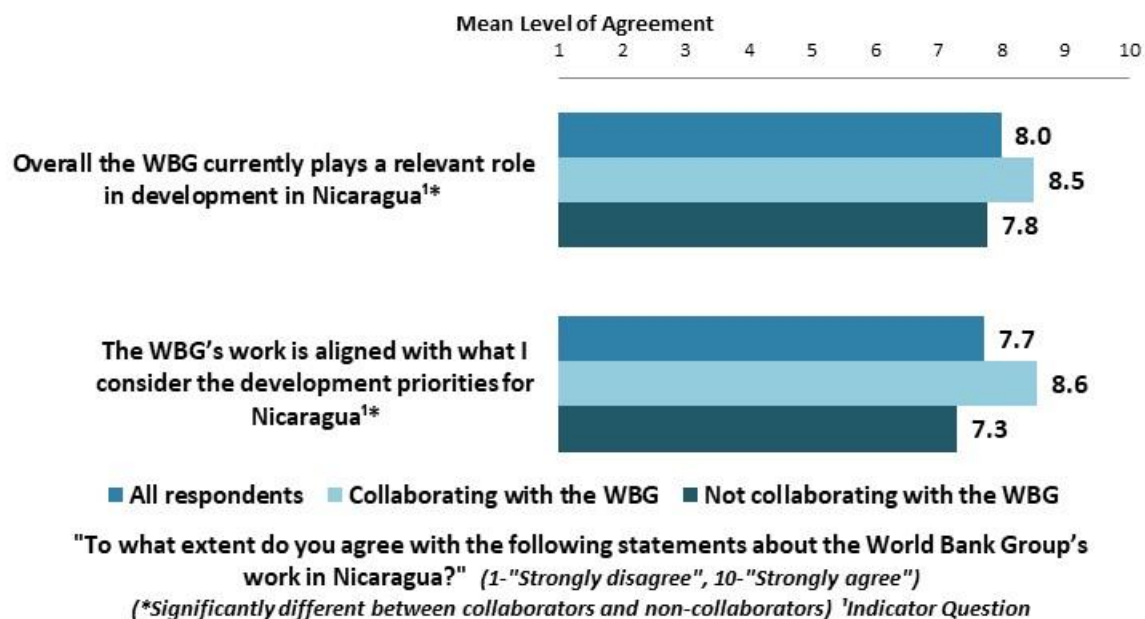 Mean Level of Agreement
1 2 3 4 5 6 7 8 9 10
Overall the WBG currently plays a relevant role
in development in Nicaragua¹*
8.0
8.5
7.8
The WBG’s work is aligned with what I
consider the development priorities for
Nicaragua¹*
7.7
8.6
7.3
All respondents Collaborating with the WBG Not collaborating with the WBG
"To what extent do you agree with the following statements about the World Bank Group’s
work in Nicaragua?" (1-"Strongly disagree", 10-"Strongly agree")
(*Significantly different between collaborators and non-collaborators) ¹Indicator Question